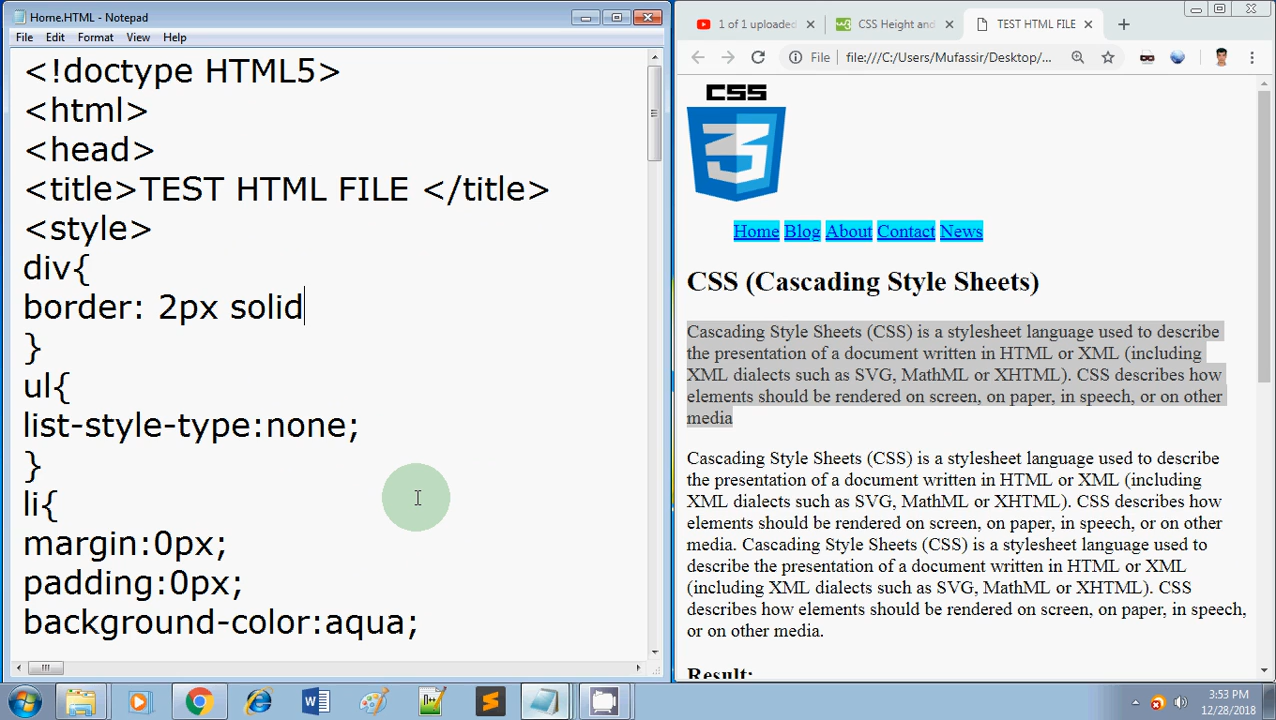 Home.HTML - Notepad
File Edit Format View Help
<!doctype HTML5>
<html>
<head>
<title>TEST HTML FILE </title>
<style>
div{
border: 2px solid
}
ul{
list-style-type:none;
}
li{
margin:0px;
padding:0px;
background-color:aqua;
1 of 1 uploaded
CSS Height and
TEST HTML FILE
File file:///C:/Users/Mufassir/Desktop/...
CSS
3
Home Blog About Contact News
CSS (Cascading Style Sheets)
Cascading Style Sheets (CSS) is a stylesheet language used to describe
the presentation of a document written in HTML or XML (including
XML dialects such as SVG, MathML or XHTML). CSS describes how
elements should be rendered on screen, on paper, in speech, or on other
media
Cascading Style Sheets (CSS) is a stylesheet language used to describe
the presentation of a document written in HTML or XML (including
XML dialects such as SVG, MathML or XHTML). CSS describes how
elements should be rendered on screen, on paper, in speech, or on other
media. Cascading Style Sheets (CSS) is a stylesheet language used to
describe the presentation of a document written in HTML or XML
(including XML dialects such as SVG, MathML or XHTML). CSS
describes how elements should be rendered on screen, on paper, in speech,
or on other media.
Result:
3:53 PM
12/28/2018